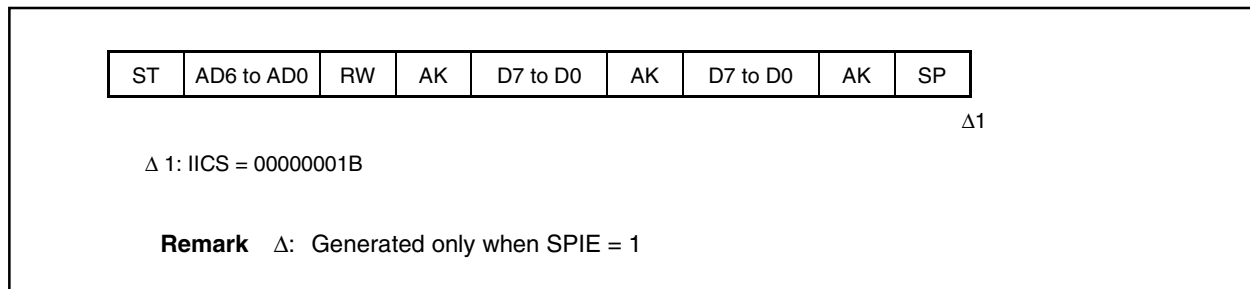 ST AD6 to AD0 RW AK D7 to D0 AK D7 to D0 AK SP
Δ1
Δ 1: IICS = 00000001B
Remark Δ: Generated only when SPIE = 1